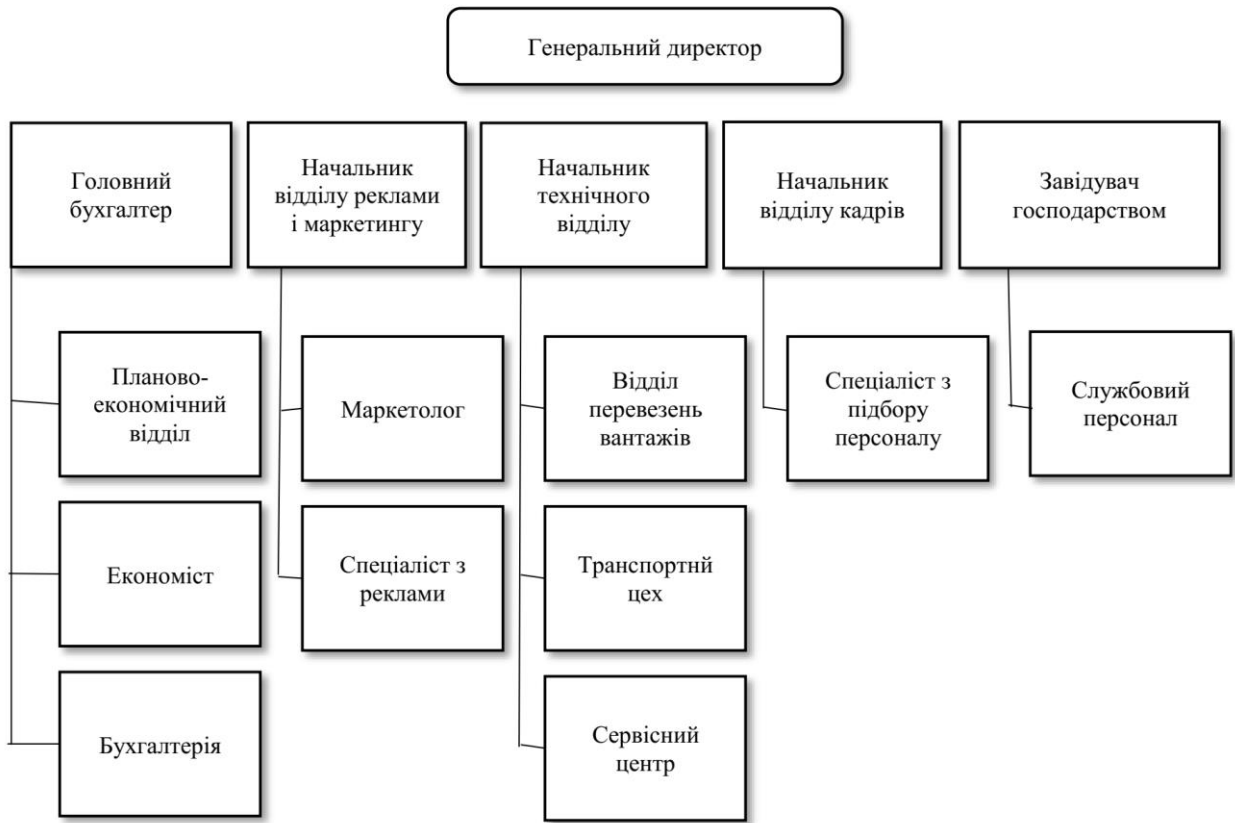 Генеральний директор
Головний
бухгалтер
Начальник
відділу реклами
і маркетингу
Начальник
технічного
відділу
Начальник
відділу кадрів
Завідувач
господарством
Планово-
економічний
відділ
Маркетолог
Відділ
перевезень
вантажів
Спеціаліст з
підбору
персоналу
Службовий
персонал
Економіст
Спеціаліст з
реклами
Транспортнй
цех
Бухгалтерія
Сервісний
центр